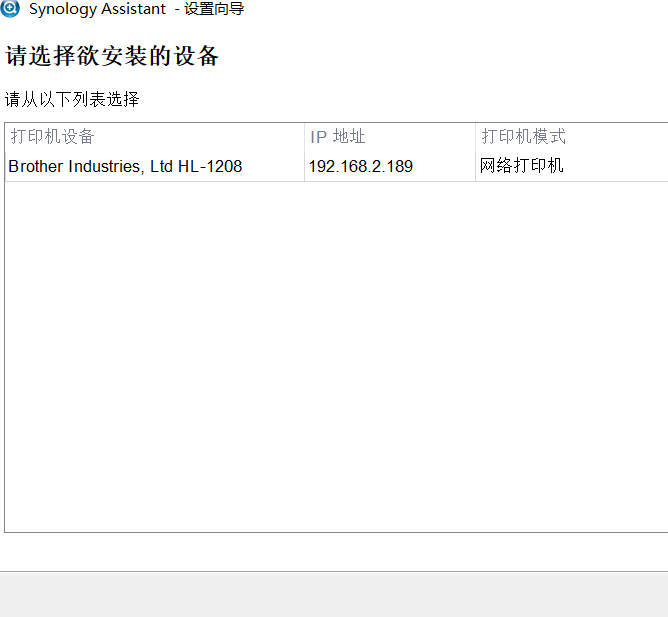 Synology Assistant - 设置向导
请选择欲安装的设备
请从以下列表选择
打印机设备 IP 地址 打印机模式
Brother Industries, Ltd HL-1208 192.168.2.189 网络打印机